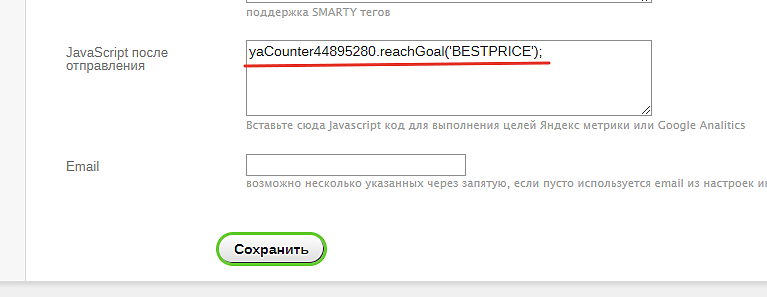 поддержка SMARTY тегов
JavaScript после
отправления
yaCounter44895280.reachGoal('BESTPRICE');
Вставьте сюда Javascript код для выполнения целей Яндекс метрики или Google Analitics
Email
возможно несколько указанных через запятую, если пусто используется email из настроек
Сохранить